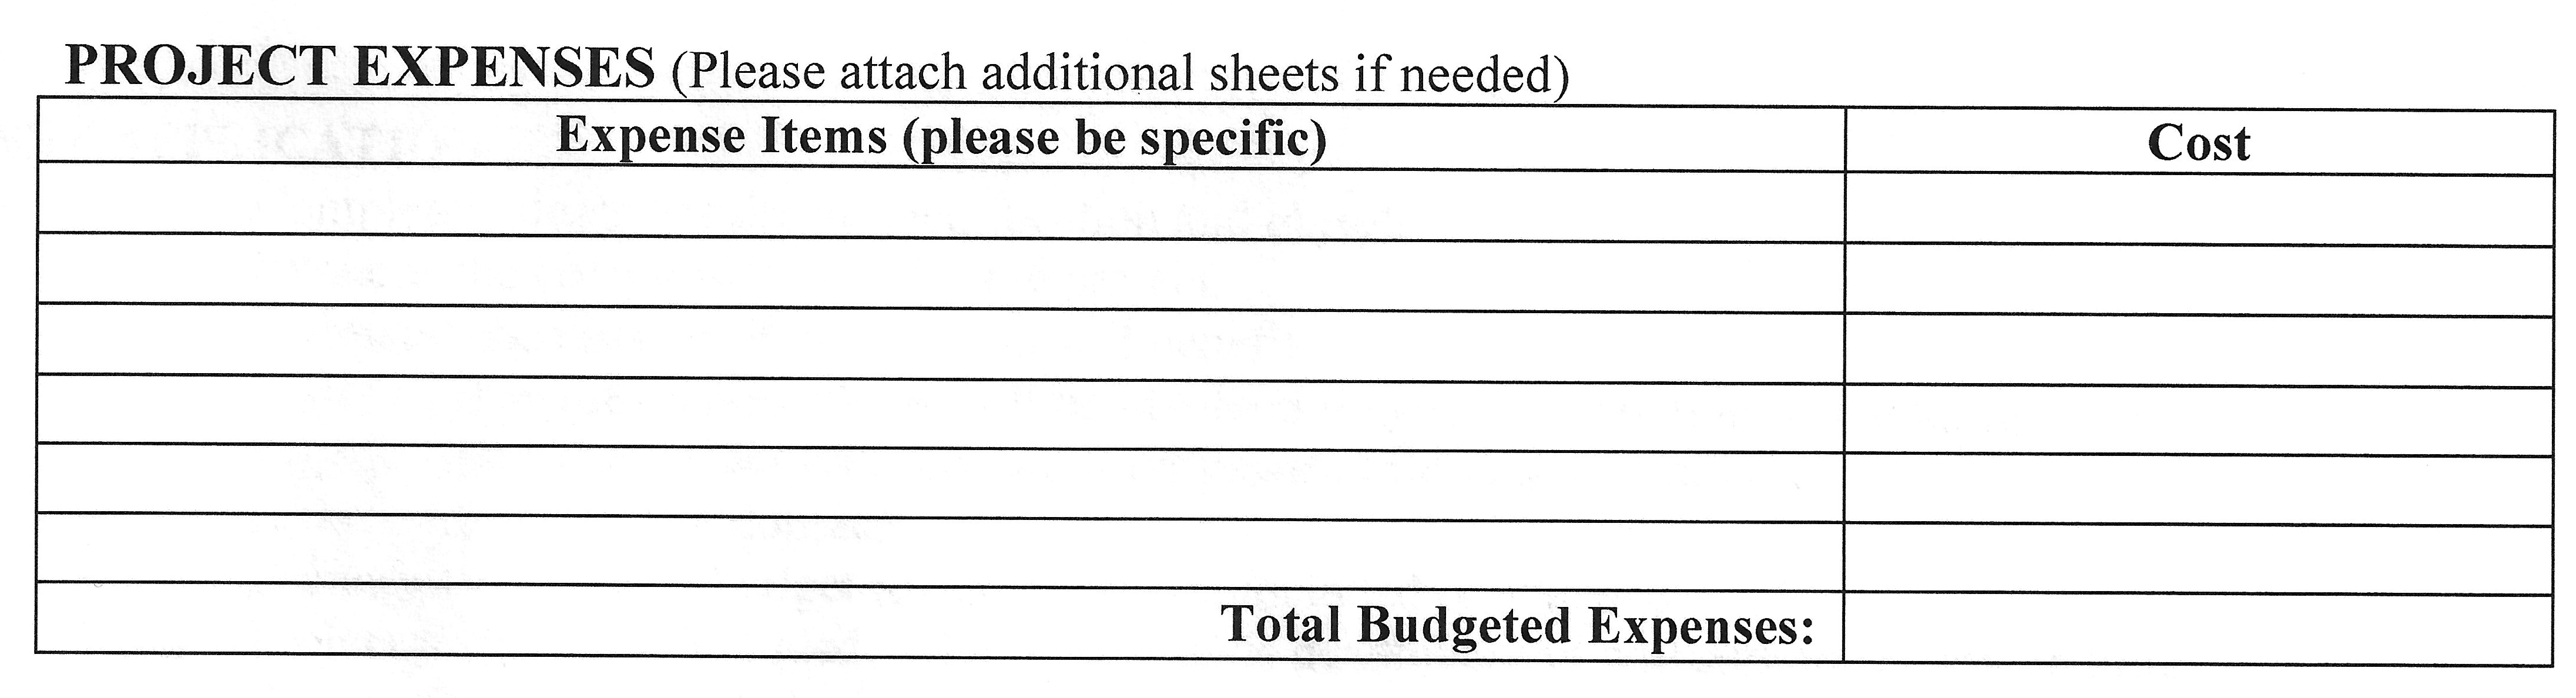 PROJECT EXPENSES (Please attach additional sheets if needed)
Expense Items (please be specific)
Cost
Total Budgeted Expenses: